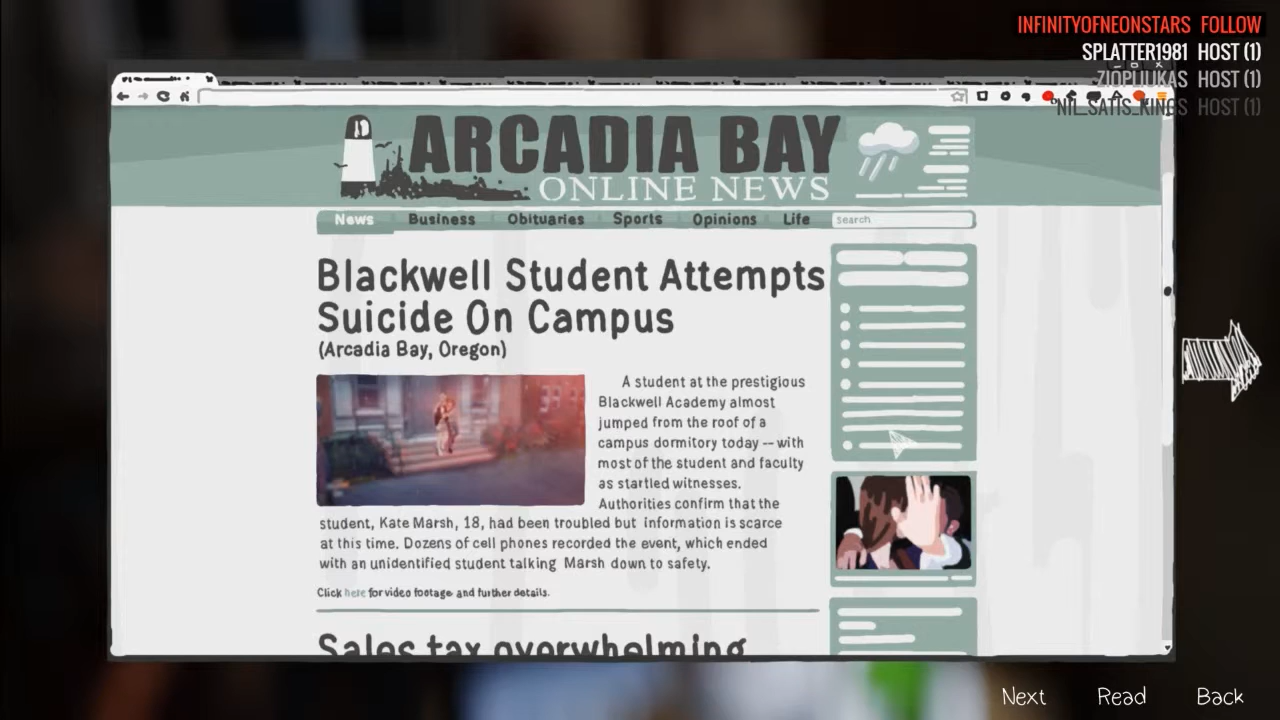 INFINITYOFNEONSTARS FOLLOW
SPLATTER1981 HOST (1)
ZIOPLIUKAS HOST (1)
NIL_SATIS_KINGS HOST (1)
ARCADIA BAY
ONLINE NEWS
News Business Obituaries Sports Opinions Life search
Blackwell Student Attempts
Suicide On Campus
(Arcadia Bay, Oregon)
A student at the prestigious
Blackwell Academy almost
jumped from the roof of a
campus dormitory today -- with
most of the student and faculty
as startled witnesses.
Authorities confirm that the
student, Kate Marsh, 18, had been troubled but information is scarce
at this time. Dozens of cell phones recorded the event, which ended
with an unidentified student talking Marsh down to safety.
Click here for video footage and further details.
Sales tax overwhelming
Next Read Back